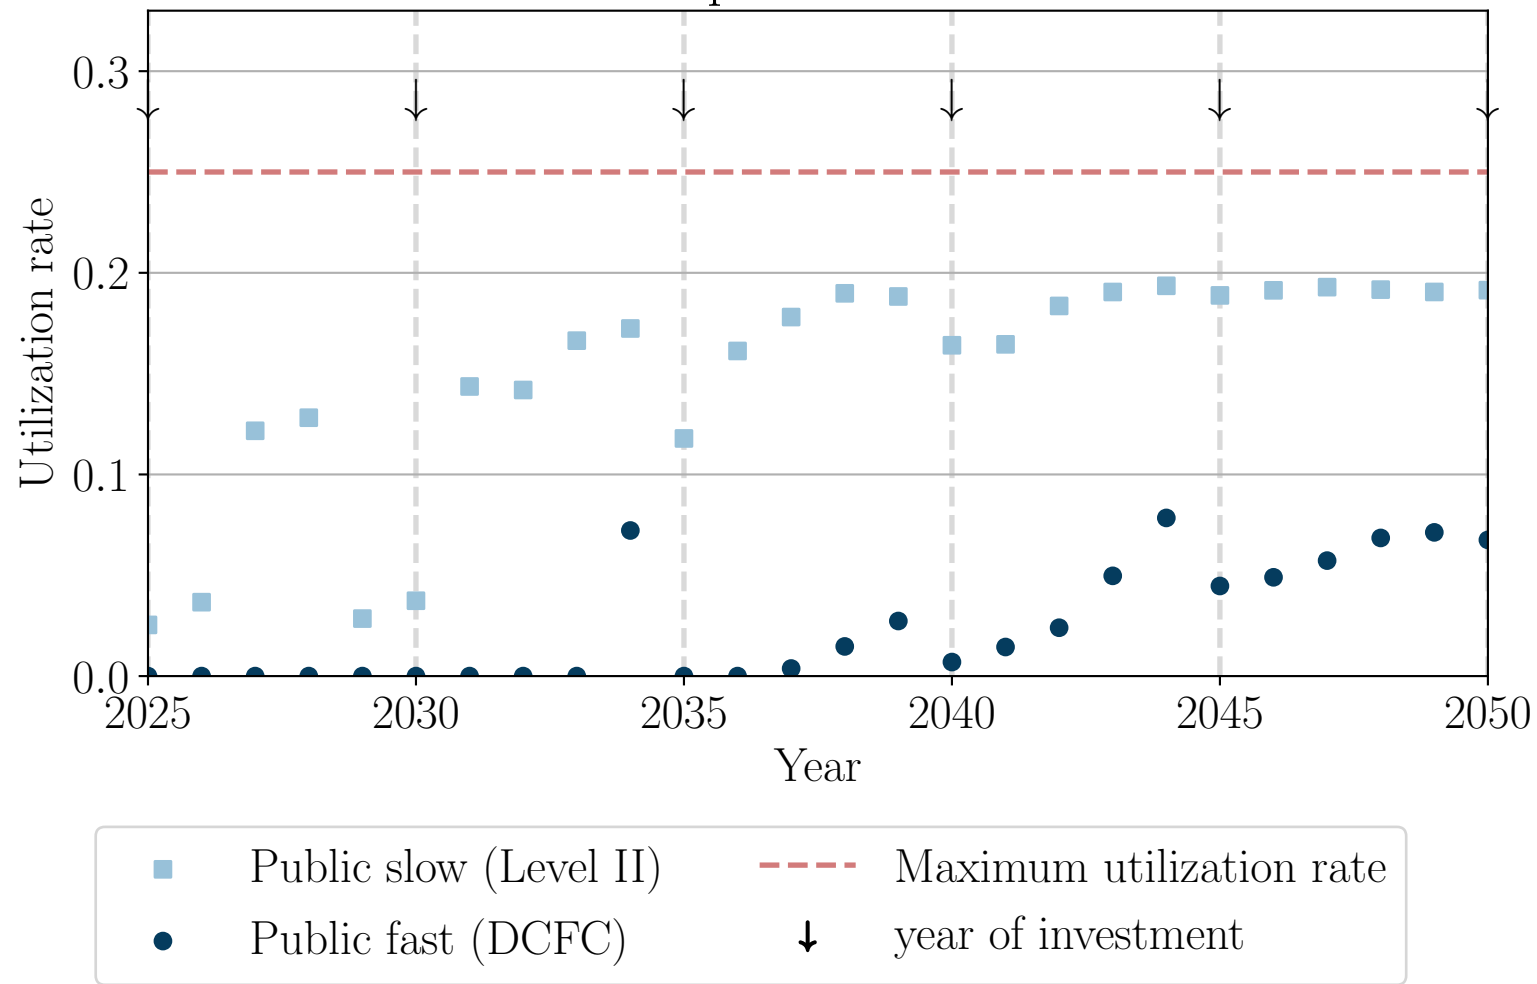 0.3
0.2
0.1
0.0
Utilization rate
2025 2030 2035 2040 2045 2050
Year
Public slow (Level II)
Public fast (DCFC)
Maximum utilization rate
year of investment